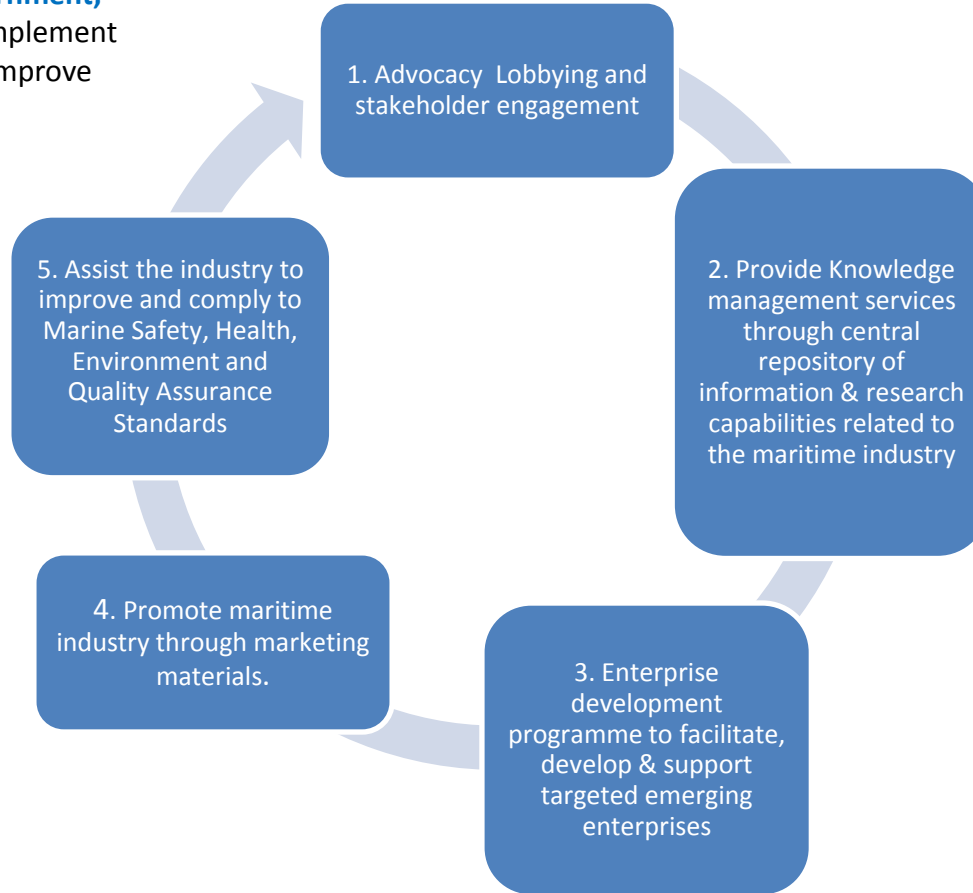 rnment,
nplement
mprove
1. Advocacy  Lobbying and
stakeholder engagement
2. Provide Knowledge
management services
through central
repository of
information & research
capabilities related to
the maritime industry
3. Enterprise
development
programme to facilitate,
develop & support
targeted emerging
enterprises
4. Promote maritime
industry through marketing
materials.
5. Assist the industry to
improve and comply to
Marine Safety, Health,
Environment and
Quality Assurance
Standards